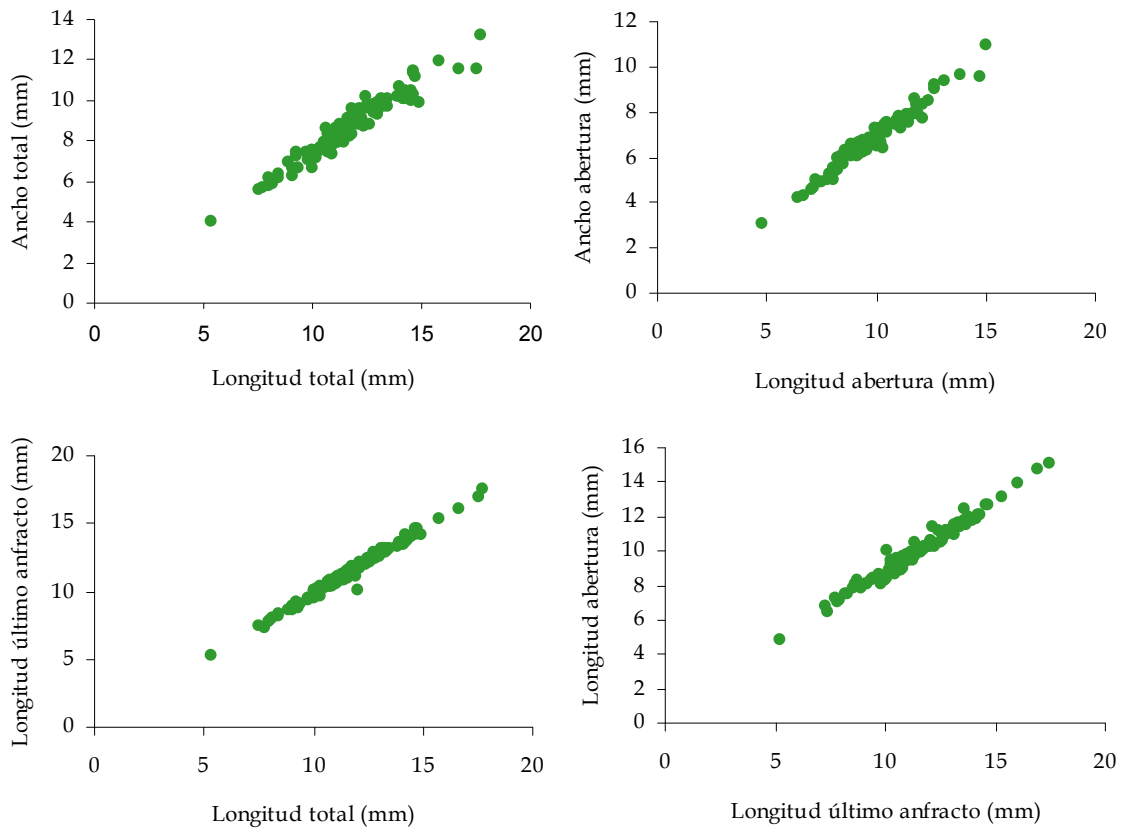 Ancho total (mm)
14
12
10
8
6
4
2
0
0 5 10 15 20
Longitud total (mm)
Ancho abertura (mm)
12
10
8
6
4
2
0
0 5 10 15 20
Longitud abertura (mm)
Longitud último anfracto (mm)
20
15
10
5
0
0 5 10 15 20
Longitud total (mm)
Longitud abertura (mm)
16
14
12
10
8
6
4
2
0
0 5 10 15 20
Longitud último anfracto (mm)